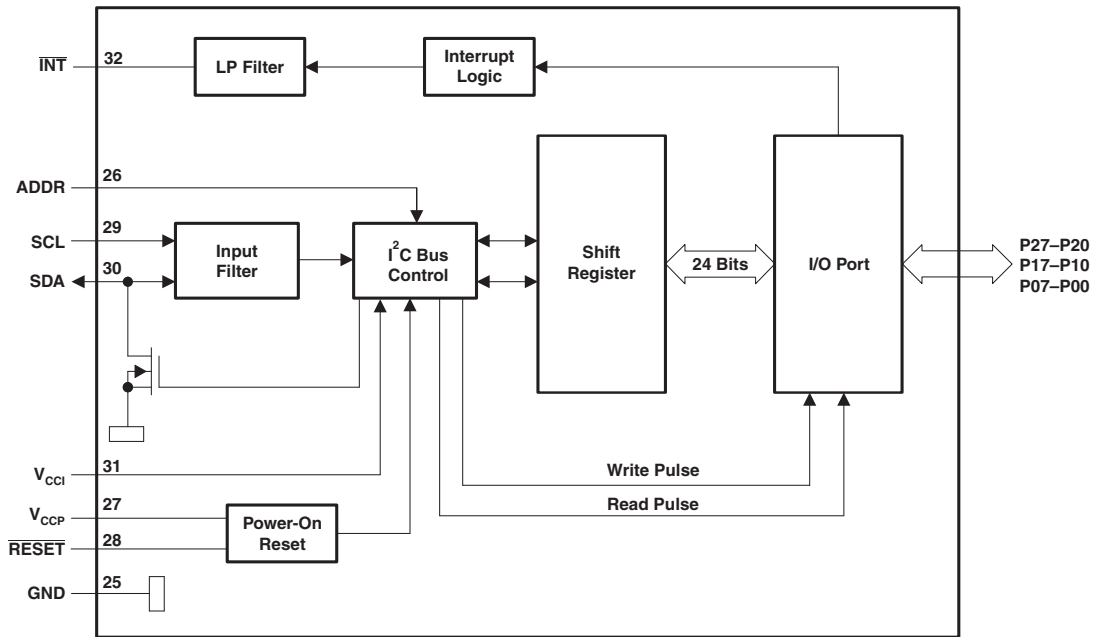 INT
32
LP Filter
Interrupt
Logic
ADDR
26
SCL
29
SDA
30
Input
Filter
I²C Bus
Control
Shift
Register
24 Bits
I/O Port
P27–P20
P17–P10
P07–P00
VCCI
31
Write Pulse
VCCP
27
Read Pulse
RESET
28
Power-On
Reset
GND
25